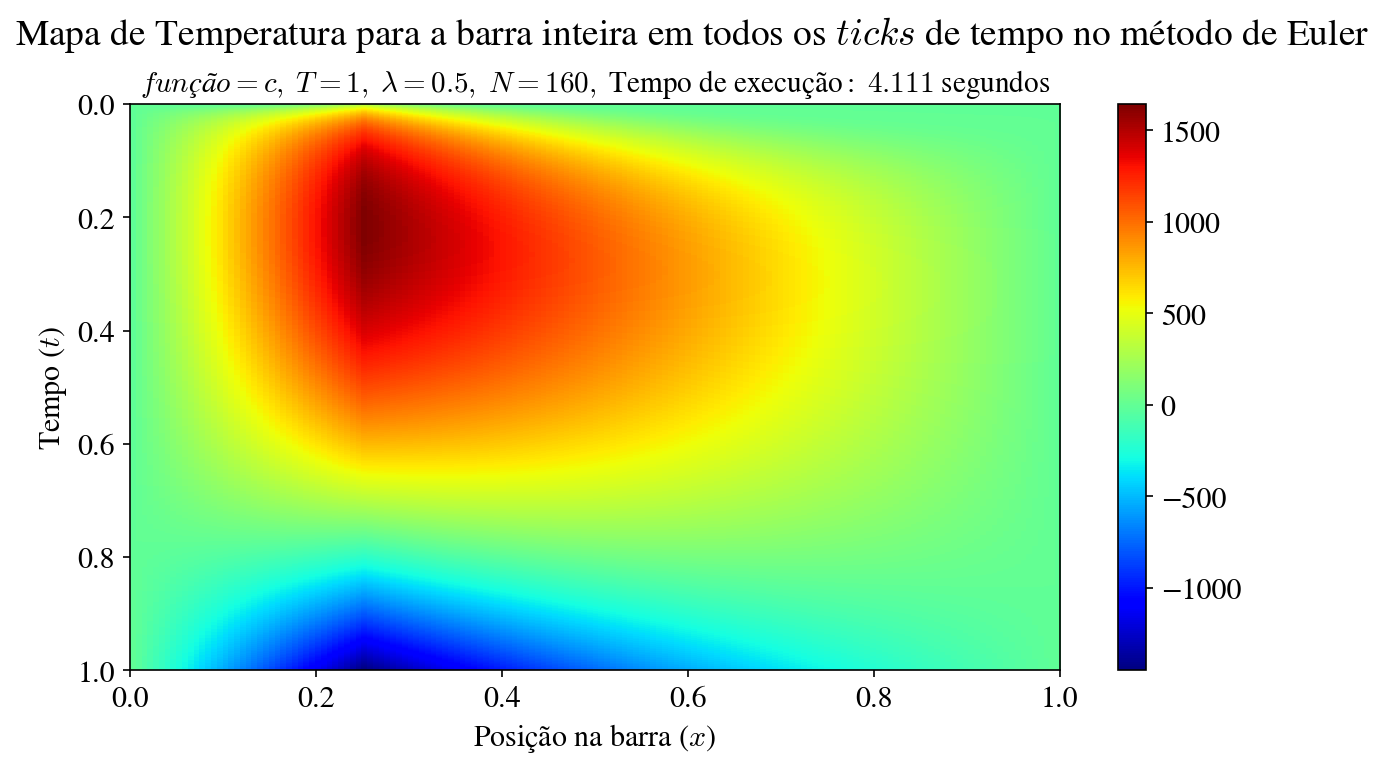 Mapa de Temperatura para a barra inteira em todos os ticks de tempo no método de Euler
função = c, T = 1, λ = 0.5, N = 160, Tempo de execução : 4.111 segundos
0.0
0.2
0.4
0.6
0.8
1.0
Tempo (t)
0.0 0.2 0.4 0.6 0.8 1.0
Posição na barra (x)
1500
1000
500
0
−500
−1000